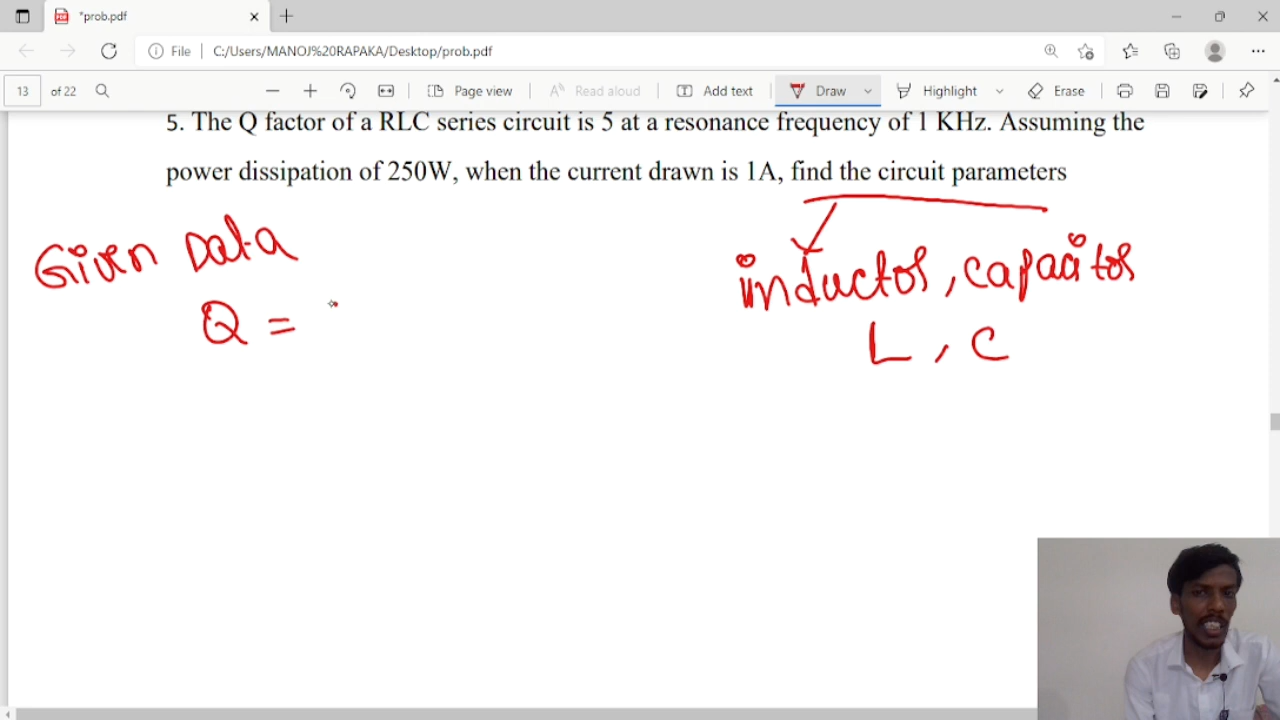 *prob.pdf
File C:/Users/MANOJ%20RAPAKA/Desktop/prob.pdf
13 of 22 Page view Read aloud Add text Draw Highlight Erase
5. The Q factor of a RLC series circuit is 5 at a resonance frequency of 1 KHz. Assuming the
power dissipation of 250W, when the current drawn is 1A, find the circuit parameters
Given Data
inductor, capacitor
Q =
L, C